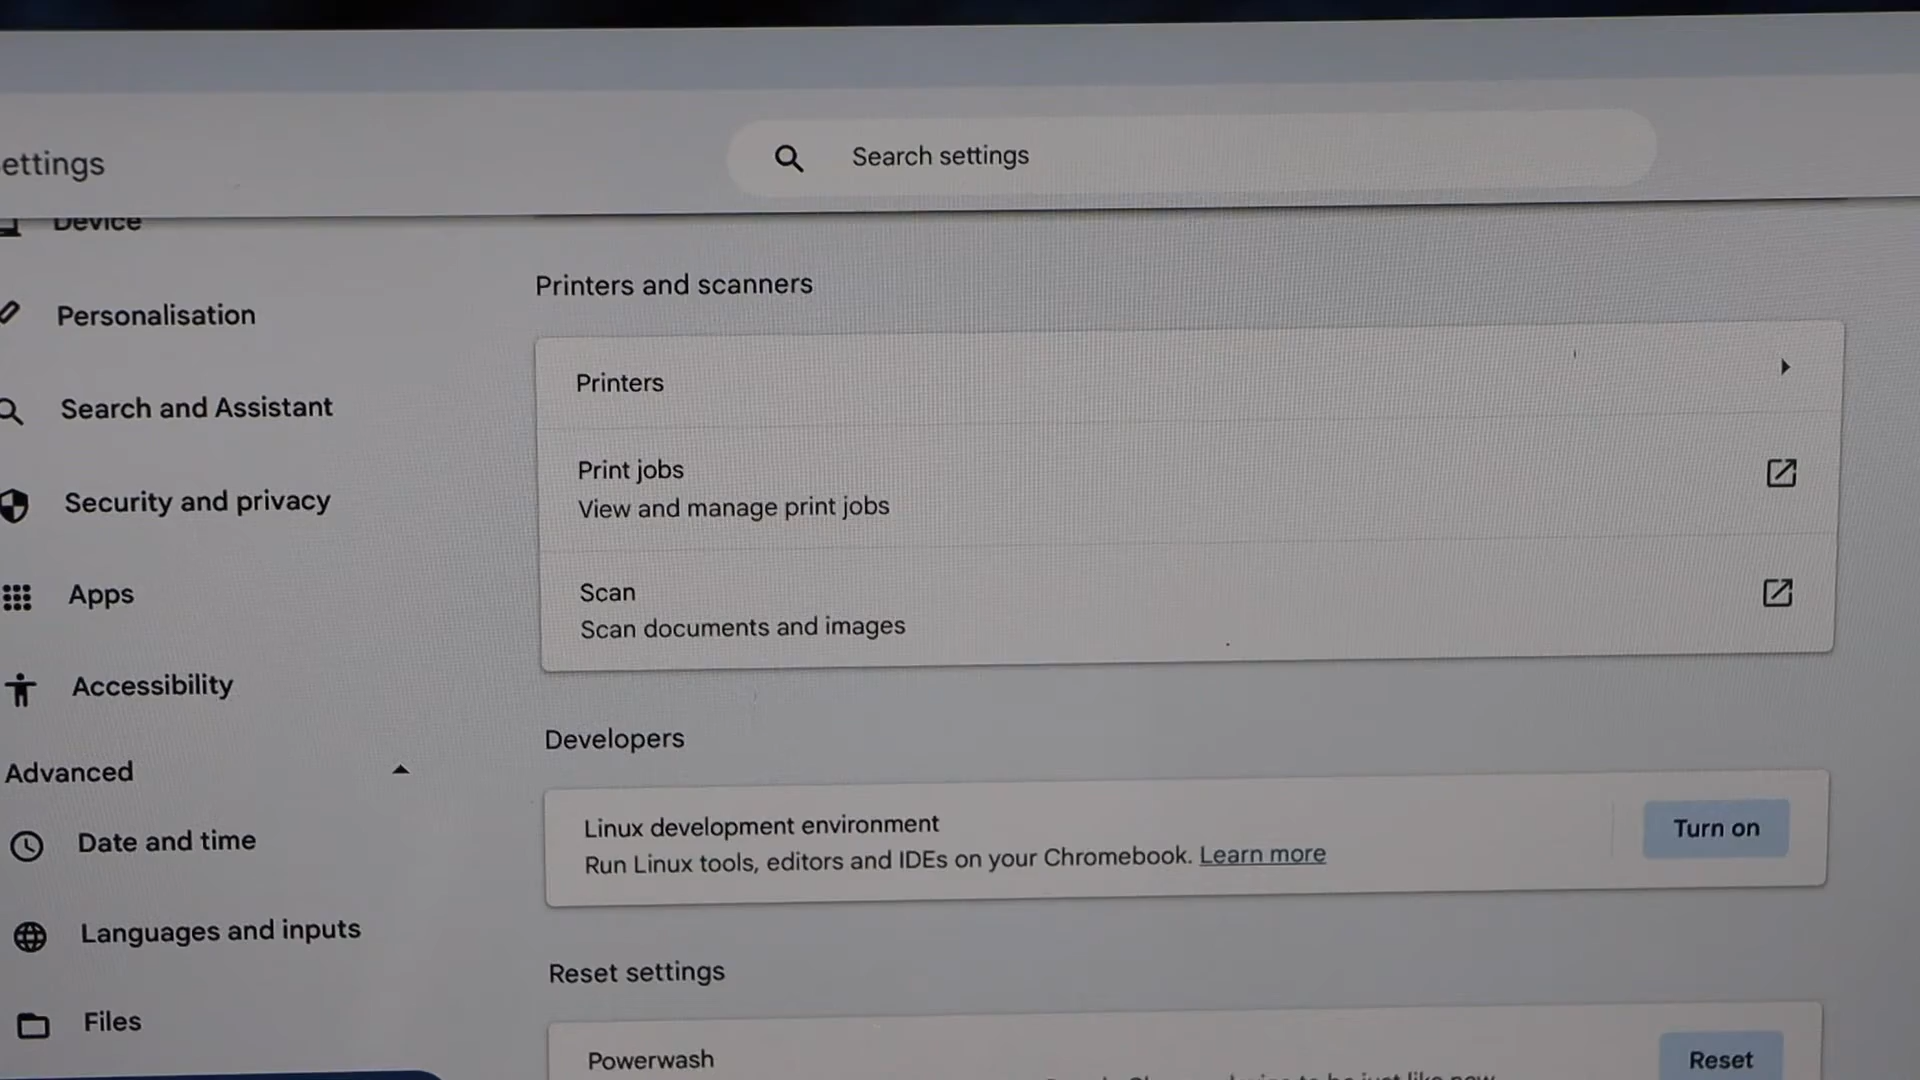 ettings
Search settings
Device
Personalisation
Search and Assistant
Security and privacy
Apps
Accessibility
Advanced
Date and time
Languages and inputs
Files
Printers and scanners
Printers
Print jobs
View and manage print jobs
Scan
Scan documents and images
Developers
Linux development environment
Run Linux tools, editors and IDEs on your Chromebook. Learn more
Turn on
Reset settings
Powerwash
Reset